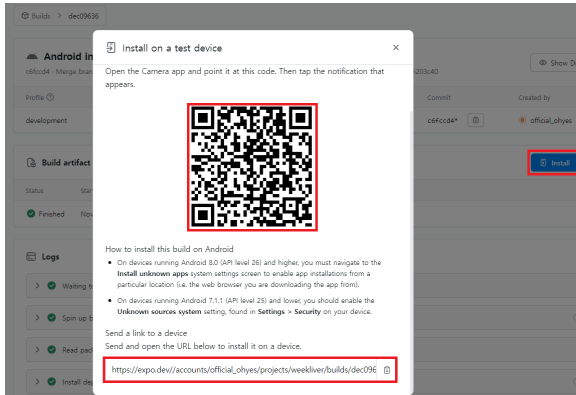 Builds > dec09636
Install on a test device
Android in
c6fccd4 - Merge bran
203c40
Show De
Open the Camera app and point it at this code. Then tap the notification that
appears.
Profile
Commit
Created by
development
c6fccd4*
official_ohyes
Build artifact
Install
Status
Star
Finished
Nov
How to install this build on Android
• On devices running Android 8.0 (API level 26) and higher, you must navigate to the
Install unknown apps system settings screen to enable app installations from a
particular location (i.e. the web browser you are downloading the app from).
• On devices running Android 7.1.1 (API level 25) and lower, you should enable the
Unknown sources system setting, found in Settings > Security on your device.
Logs
Waiting to
Spin up b
Read pack
Install dep
Send a link to a device
Send and open the URL below to install it on a device.
https://expo.dev//accounts/official_ohyes/projects/weekliver/builds/dec096